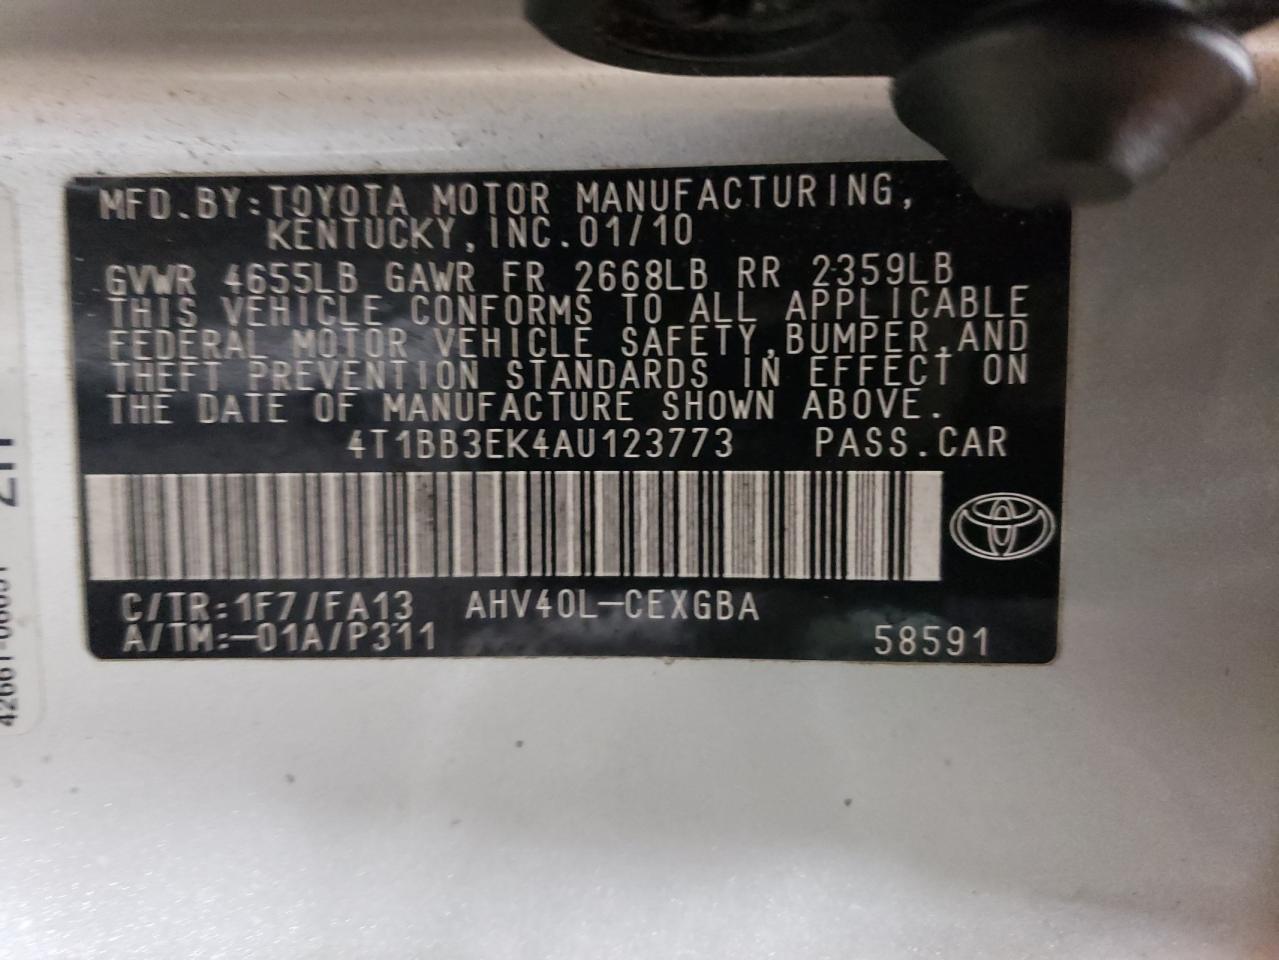 MFD.BY:TOYOTA MOTOR MANUFACTURING,
KENTUCKY,INC.01/10
GVWR 4655LB GAWR FR 2668LB RR 2359LB
THIS VEHICLE CONFORMS TO ALL APPLICABLE
FEDERAL MOTOR VEHICLE SAFETY,BUMPER,AND
THEFT PREVENTION STANDARDS IN EFFECT ON
THE DATE OF MANUFACTURE SHOWN ABOVE.
4T1BB3EK4AU123773 PASS.CAR
C/TR:1F7/FA13 AHV40L-CEXGBA
A/TM:-01A/P311 58591